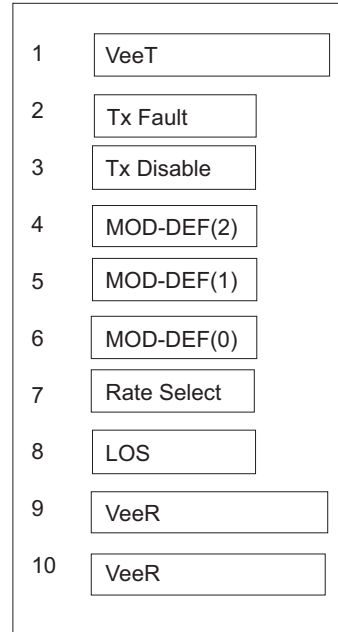 1 VeeT
2 Tx Fault
3 Tx Disable
4 MOD-DEF(2)
5 MOD-DEF(1)
6 MOD-DEF(0)
7 Rate Select
8 LOS
9 VeeR
10 VeeR